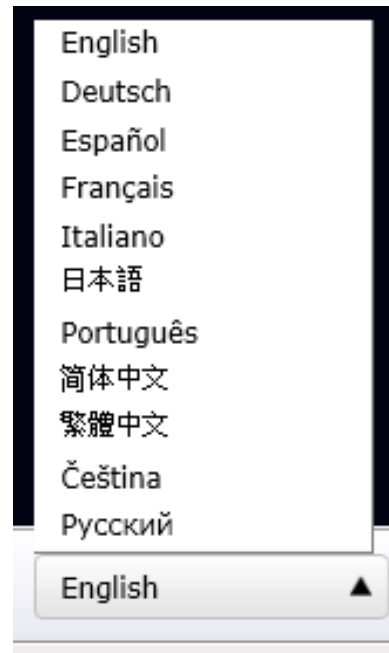 English
Deutsch
Español
Français
Italiano
日本語
Português
简体中文
繁體中文
Čeština
Русский
English